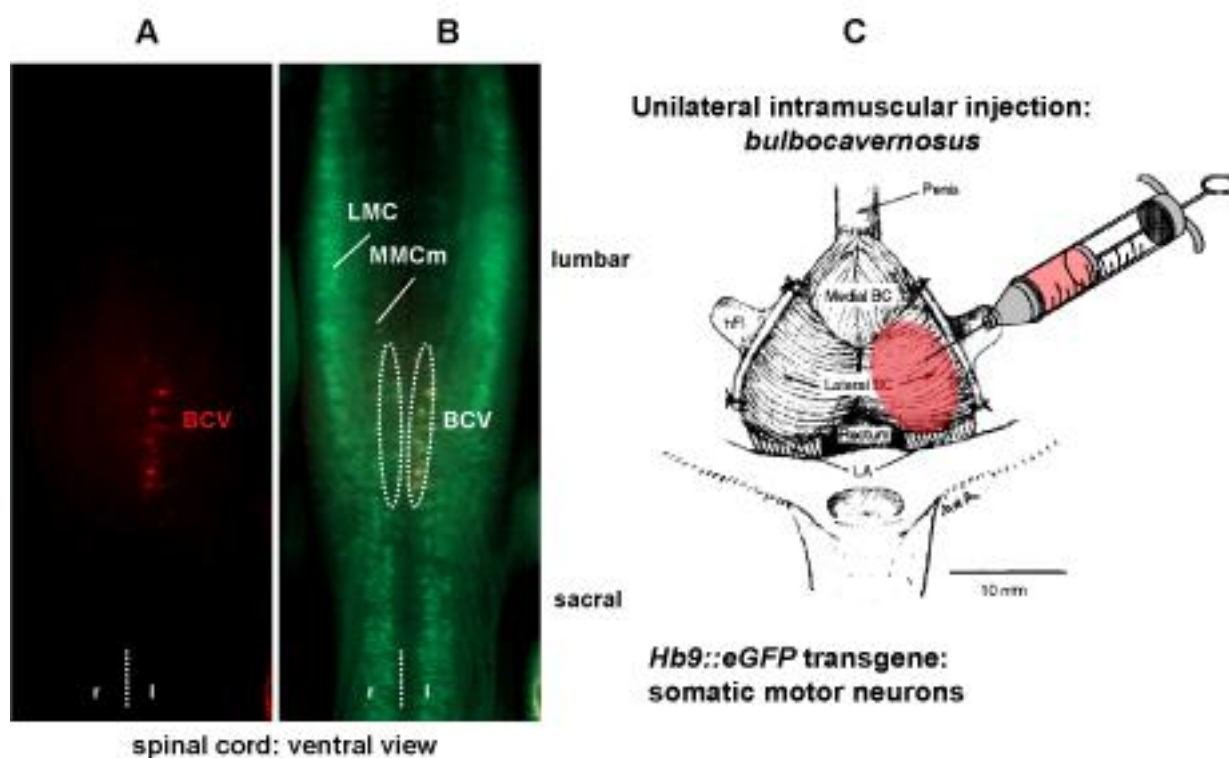 A
B
C
Unilateral intramuscular injection:
bulbocavernosus
Penis
LMC
MMCm
lumbar
Medial BC
Lateral BC
BCV
BCV
Rectum
LA
10 mm
sacral
r
l
r
l
Hb9::eGFP transgene:
somatic motor neurons
spinal cord: ventral view